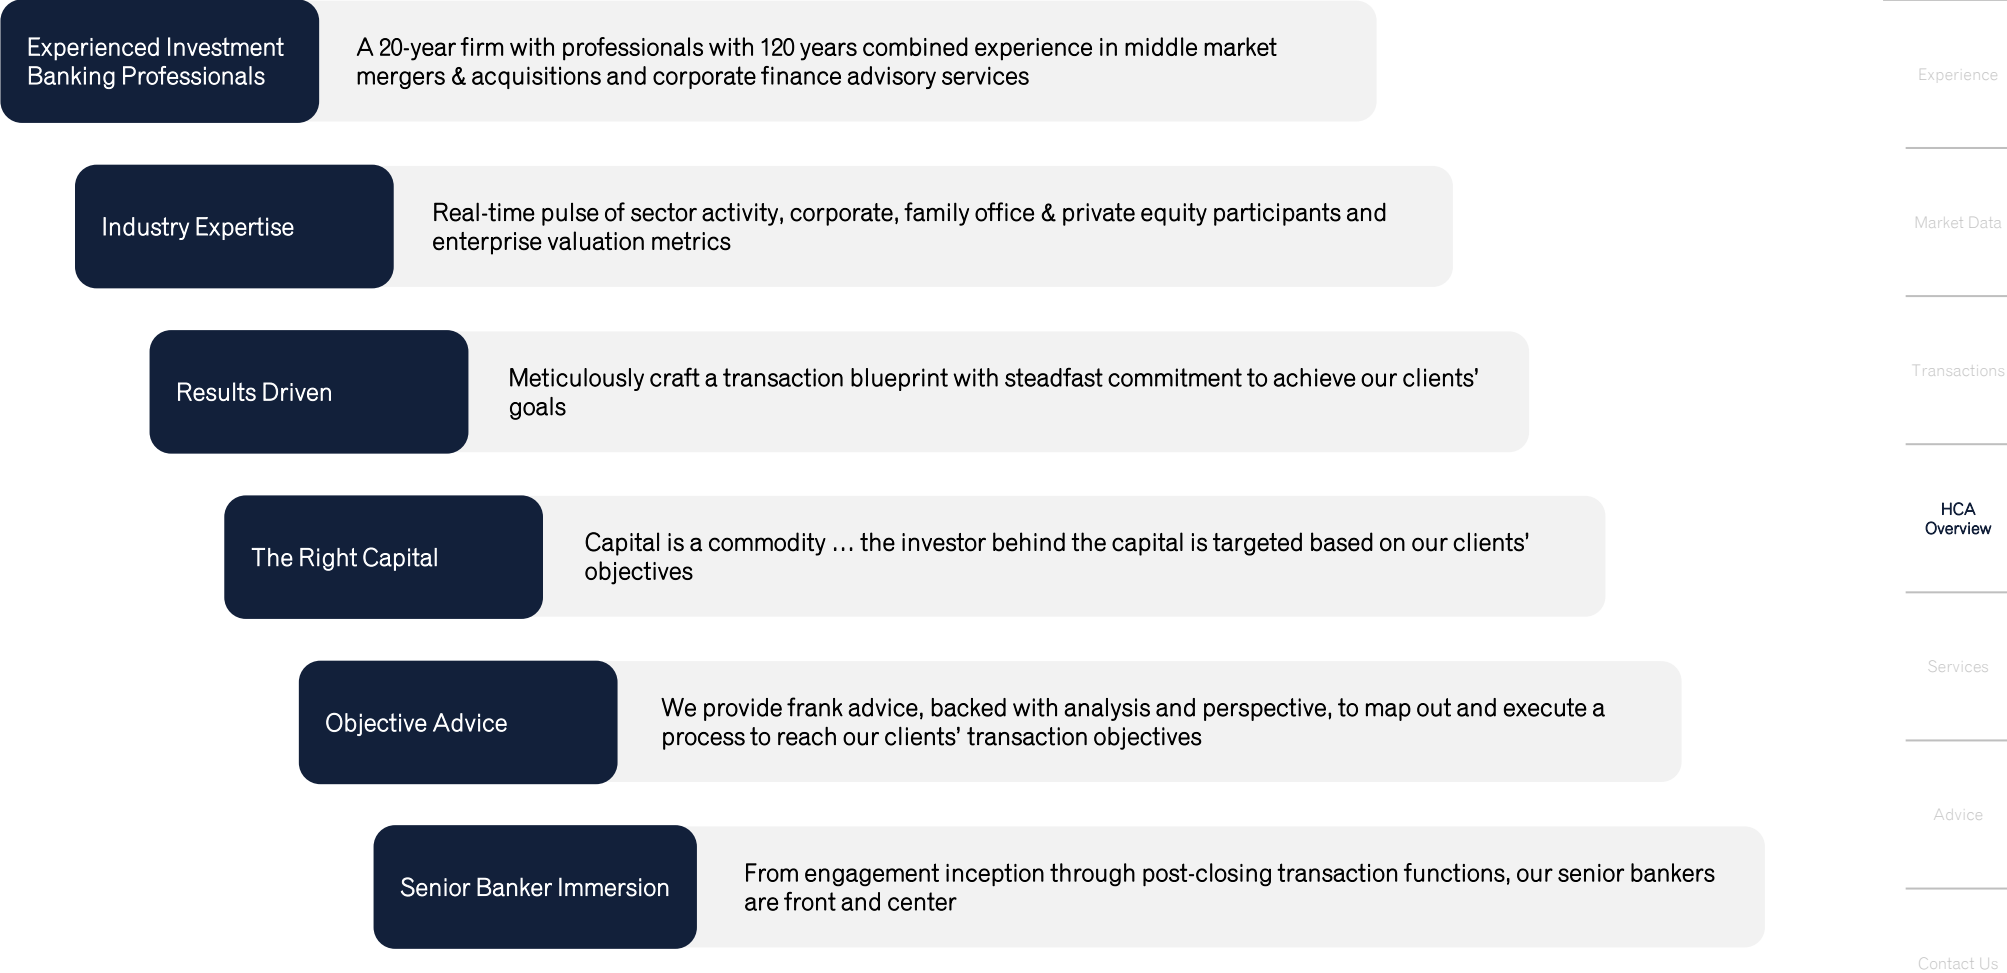 Experienced Investment
Banking Professionals
A 20-year firm with professionals with 120 years combined experience in middle market
mergers & acquisitions and corporate finance advisory services
Industry Expertise
Real-time pulse of sector activity, corporate, family office & private equity participants and
enterprise valuation metrics
Results Driven
Meticulously craft a transaction blueprint with steadfast commitment to achieve our clients’
goals
The Right Capital
Capital is a commodity … the investor behind the capital is targeted based on our clients’
objectives
Objective Advice
We provide frank advice, backed with analysis and perspective, to map out and execute a
process to reach our clients’ transaction objectives
Senior Banker Immersion
From engagement inception through post-closing transaction functions, our senior bankers
are front and center
Experience
Market Data
Transactions
HCA
Overview
Services
Advice
Contact Us